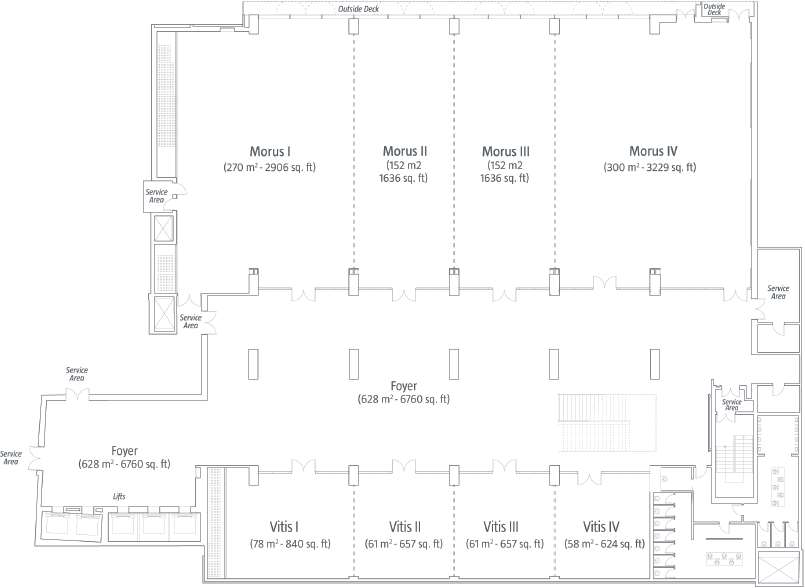 Outside Deck
Outside
Deck
Morus I
(270 m² - 2906 sq. ft)
Morus II
(152 m2
1636 sq. ft)
Morus III
(152 m2
1636 sq. ft)
Morus IV
(300 m² - 3229 sq. ft)
Service
Area
Service
Area
Service
Area
Service
Area
Foyer
(628 m² - 6760 sq. ft)
Service
Area
Service
Area
Foyer
(628 m² - 6760 sq. ft)
Lifts
Vitis I
(78 m² - 840 sq. ft)
Vitis II
(61 m² - 657 sq. ft)
Vitis III
(61 m² - 657 sq. ft)
Vitis IV
(58 m² - 624 sq. ft)